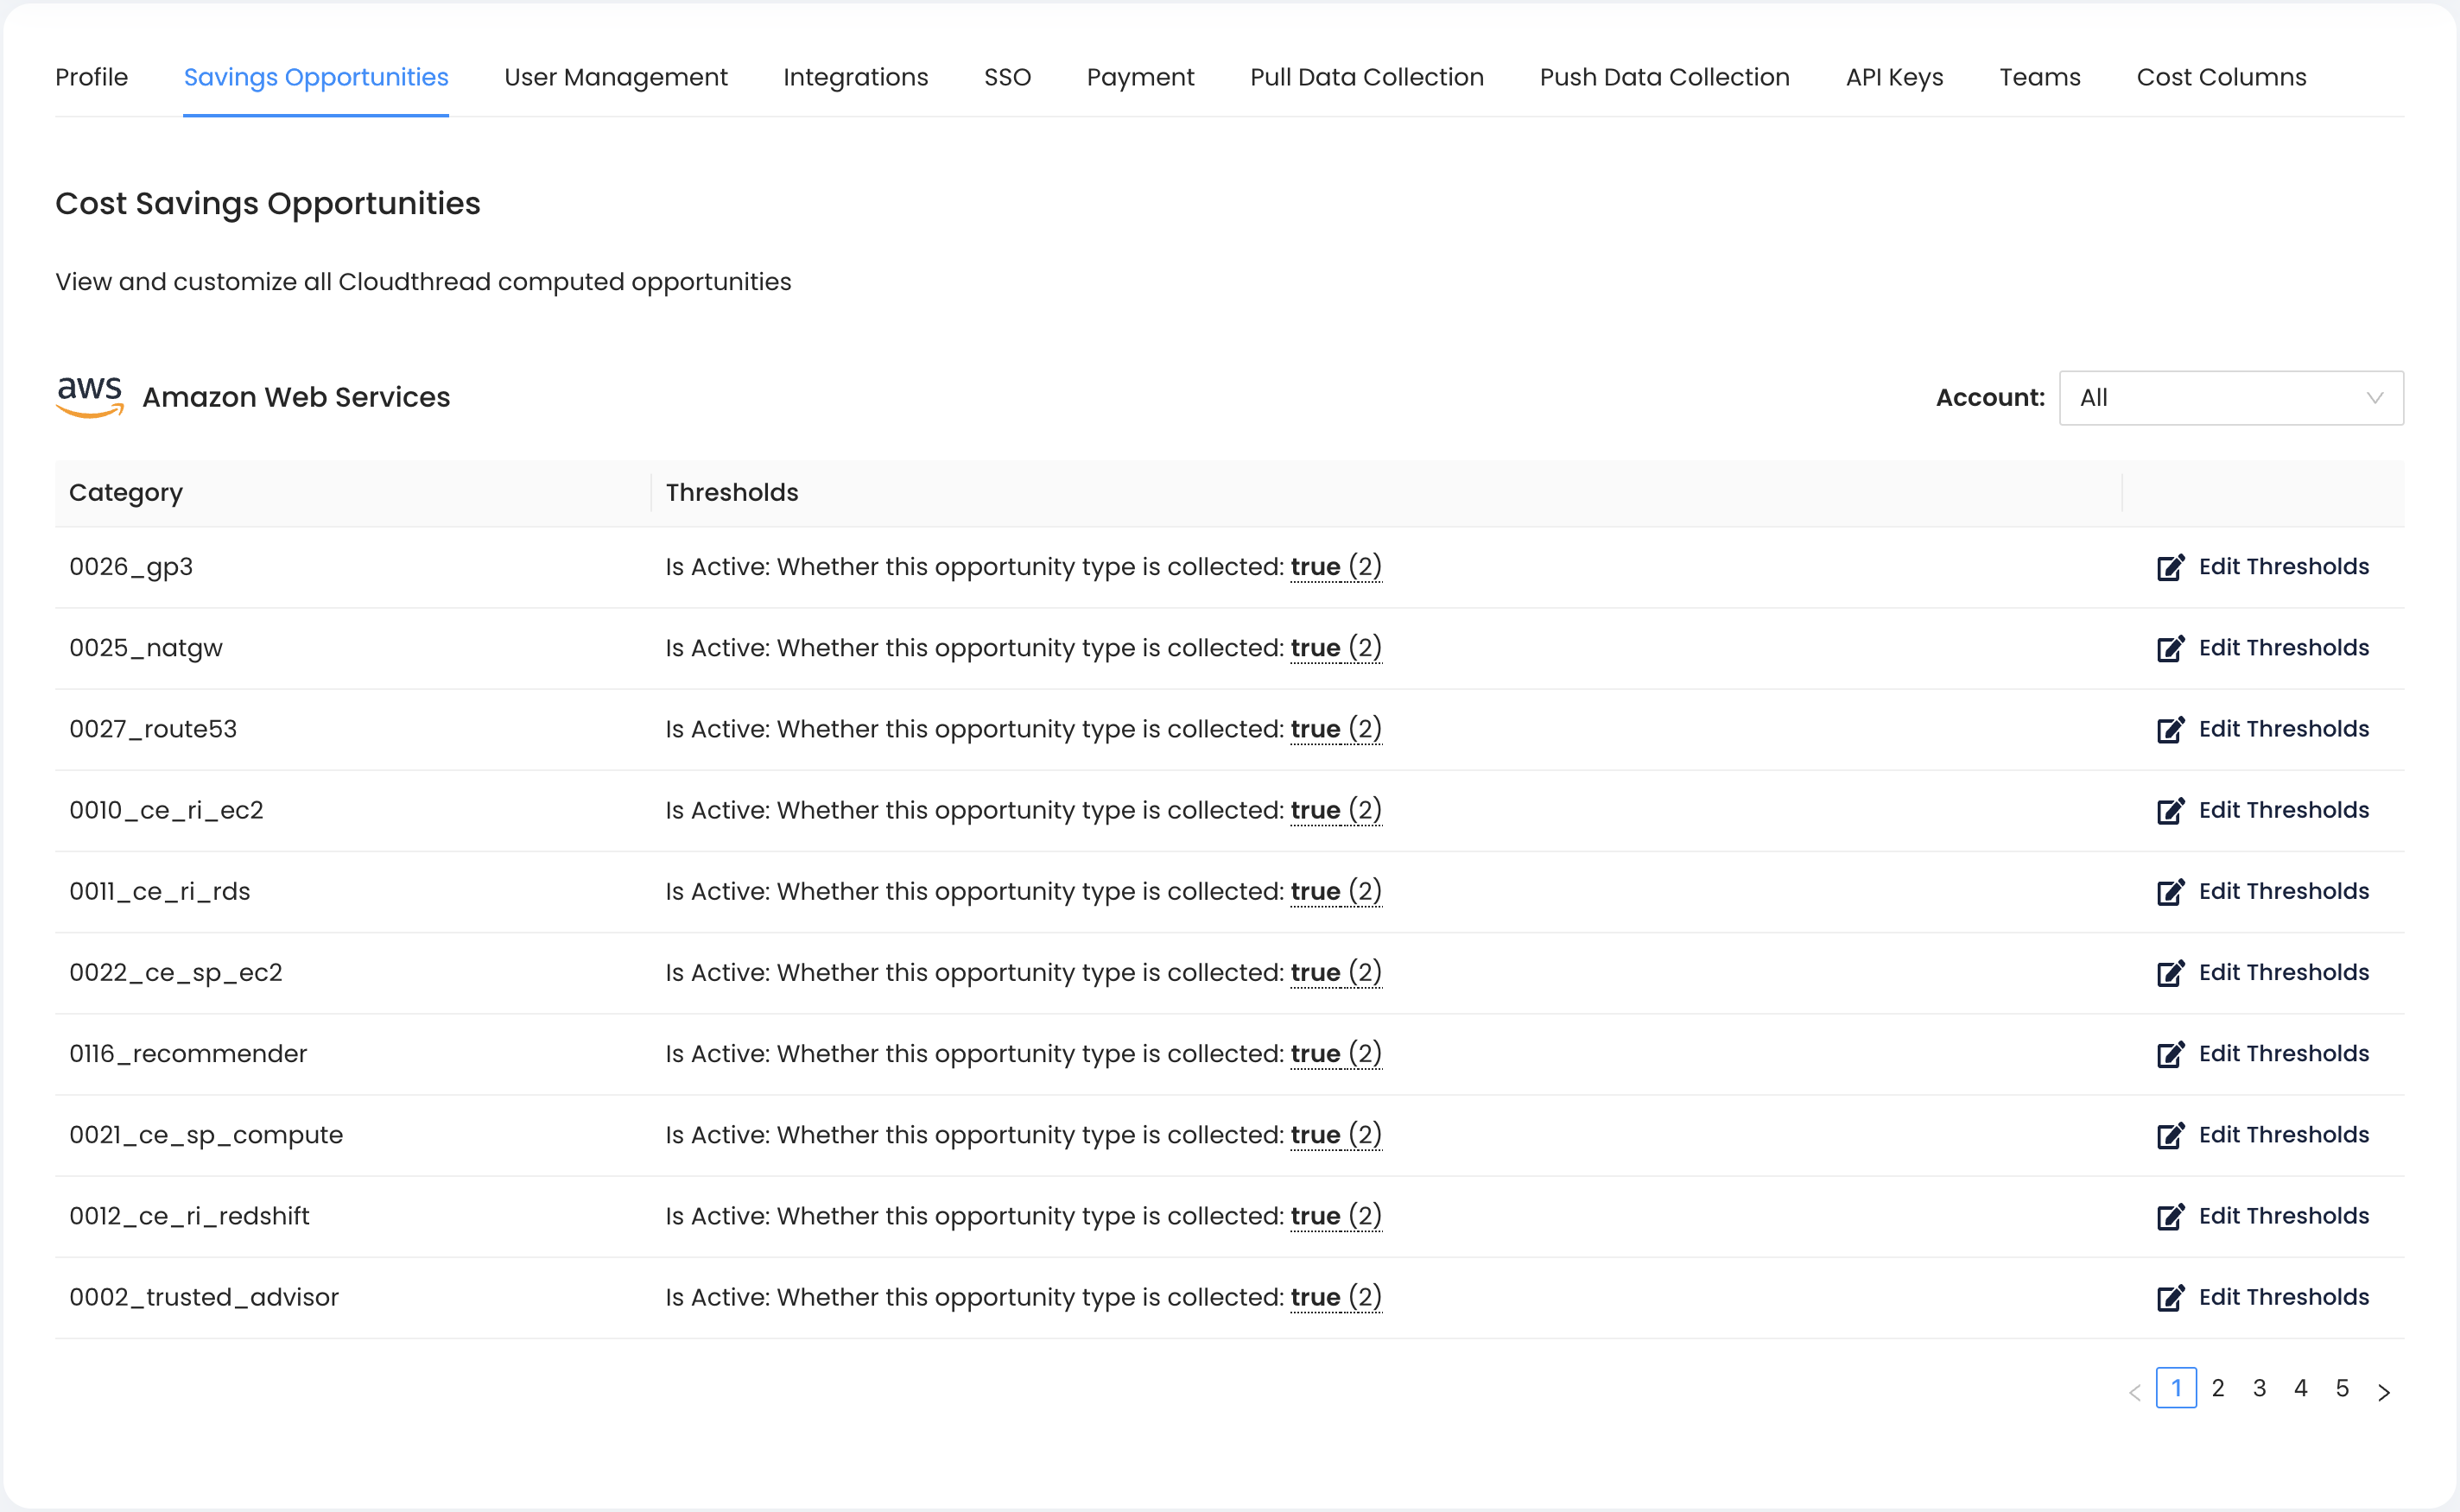 Profile Savings Opportunities User Management Integrations SSO Payment Pull Data Collection Push Data Collection API Keys Teams Cost Columns
Cost Savings Opportunities
View and customize all Cloudthread computed opportunities
aws Amazon Web Services Account: All
Category Thresholds
0026_gp3 Is Active: Whether this opportunity type is collected: true (2) Edit Thresholds
0025_natgw Is Active: Whether this opportunity type is collected: true (2) Edit Thresholds
0027_route53 Is Active: Whether this opportunity type is collected: true (2) Edit Thresholds
0010_ce_ri_ec2 Is Active: Whether this opportunity type is collected: true (2) Edit Thresholds
0011_ce_ri_rds Is Active: Whether this opportunity type is collected: true (2) Edit Thresholds
0022_ce_sp_ec2 Is Active: Whether this opportunity type is collected: true (2) Edit Thresholds
0116_recommender Is Active: Whether this opportunity type is collected: true (2) Edit Thresholds
0021_ce_sp_compute Is Active: Whether this opportunity type is collected: true (2) Edit Thresholds
0012_ce_ri_redshift Is Active: Whether this opportunity type is collected: true (2) Edit Thresholds
0002_trusted_advisor Is Active: Whether this opportunity type is collected: true (2) Edit Thresholds
< 1 2 3 4 5 >